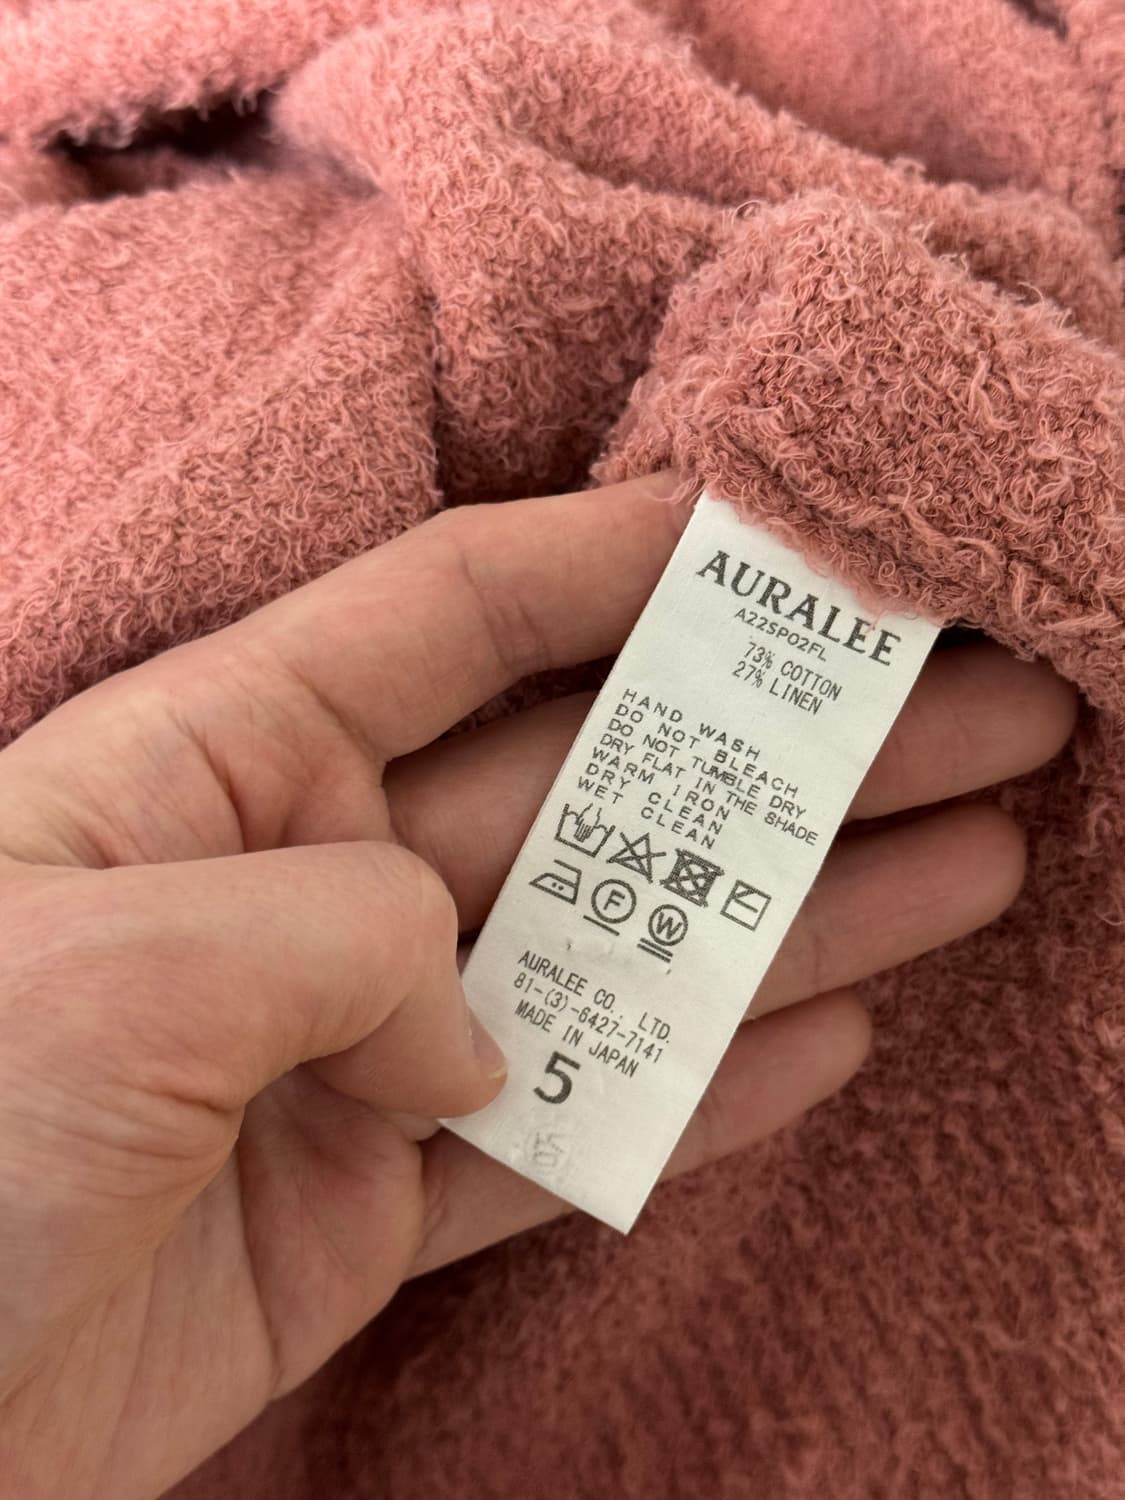 AURALEE
A22SP02FL
73% COTTON
27% LINEN
HAND WASH
DO NOT BLEACH
DO NOT TUMBLE DRY
DRY FLAT IN THE SHADE
WARM IRON
DRY CLEAN
WET CLEAN
F
W
AURALEE CO., LTD.
81-(3)-6427-7141
MADE IN JAPAN
5